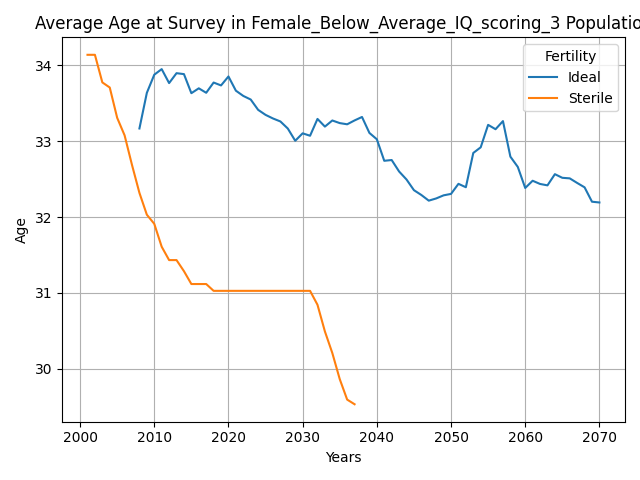 Average Age at Survey in Female_Below_Average_IQ_scoring_3 Populatio
Fertility
Ideal
Sterile
34
33
32
31
30
Age
2000 2010 2020 2030 2040 2050 2060 2070
Years